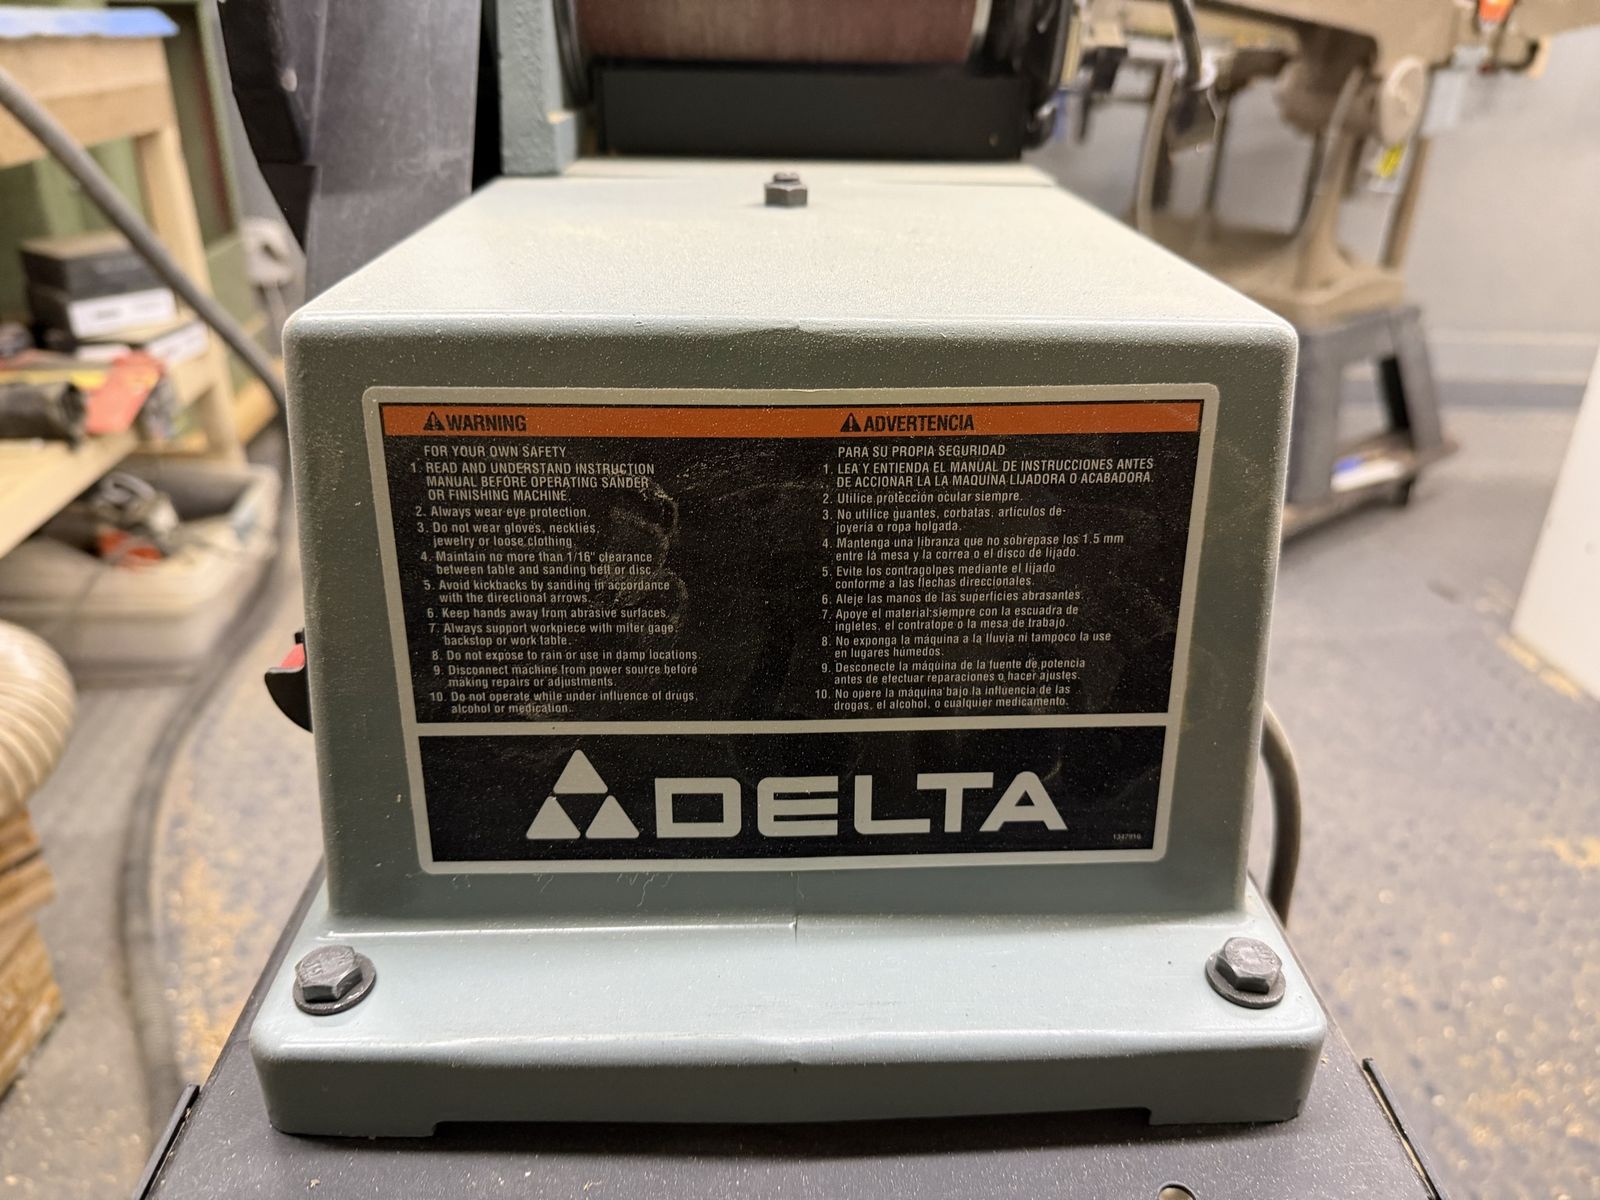 WARNING
FOR YOUR OWN SAFETY
1. READ AND UNDERSTAND INSTRUCTION
MANUAL BEFORE OPERATING SANDER
OR FINISHING MACHINE.
2. Always wear eye protection.
3. Do not wear gloves, neckties,
jewelry or loose clothing.
4. Maintain no more than 1/16" clearance
between table and sanding belt or disc.
5. Avoid kickbacks by sanding in accordance
with the directional arrows.
6. Keep hands away from abrasive surfaces.
7. Always support workpiece with miter gage,
backstop or work table.
8. Do not expose to rain or use in damp locations.
9. Disconnect machine from power source before
making repairs or adjustments.
10. Do not operate while under influence of drugs,
alcohol or medication.
ADVERTENCIA
PARA SU PROPIA SEGURIDAD
1. LEA Y ENTIENDA EL MANUAL DE INSTRUCCIONES ANTES
DE ACCIONAR LA LA MAQUINA LIJADORA O ACABADORA.
2. Utilice protección ocular siempre.
3. No utilice guantes, corbatas, artículos de-
joyería o ropa holgada.
4. Mantenga una libranza que no sobrepase los 1.5 mm
entre la mesa y la correa o el disco de lijado.
5. Evite los contragolpes mediante el lijado
conforme a las flechas direccionales.
6. Aleje las manos de las superficies abrasantes.
7. Apoye el material siempre con la escuadra de
ingletes, el contratope o la mesa de trabajo.
8. No exponga la máquina a la lluvia ni tampoco la use
en lugares húmedos.
9. Desconecte la máquina de la fuente de potencia
antes de efectuar reparaciones o hacer ajustes.
10. No opere la máquina bajo la influencia de las
drogas, el alcohol, o cualquier medicamento.
DELTA